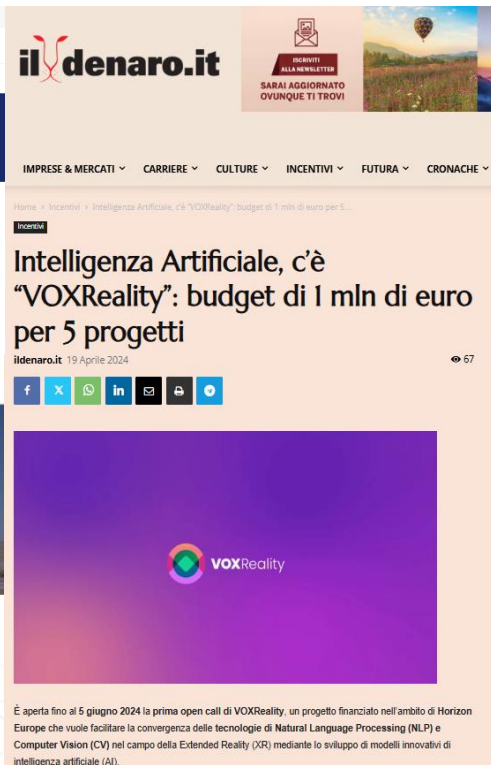 il denaro.it
ISCRIVITI
ALLA NEWSLETTER
SARAI AGGIORNATO
OVUNQUE TI TROVI
IMPRESE & MERCATI CARRIERE CULTURE INCENTIVI FUTURA CRONACHE
Home > Incentivi > Intelligenza Artificiale, c'è "VOXReality": budget di 1 mln di euro per 5...
Incentivi
Intelligenza Artificiale, c'è
“VOXReality”: budget di 1 mln di euro
per 5 progetti
ildenaro.it 19 Aprile 2024 67
VOXReality
È aperta fino al 5 giugno 2024 la prima open call di VOXReality, un progetto finanziato nell'ambito di Horizon
Europe che vuole facilitare la convergenza delle tecnologie di Natural Language Processing (NLP) e
Computer Vision (CV) nel campo della Extended Reality (XR) mediante lo sviluppo di modelli innovativi di
intelligenza artificiale (AI).